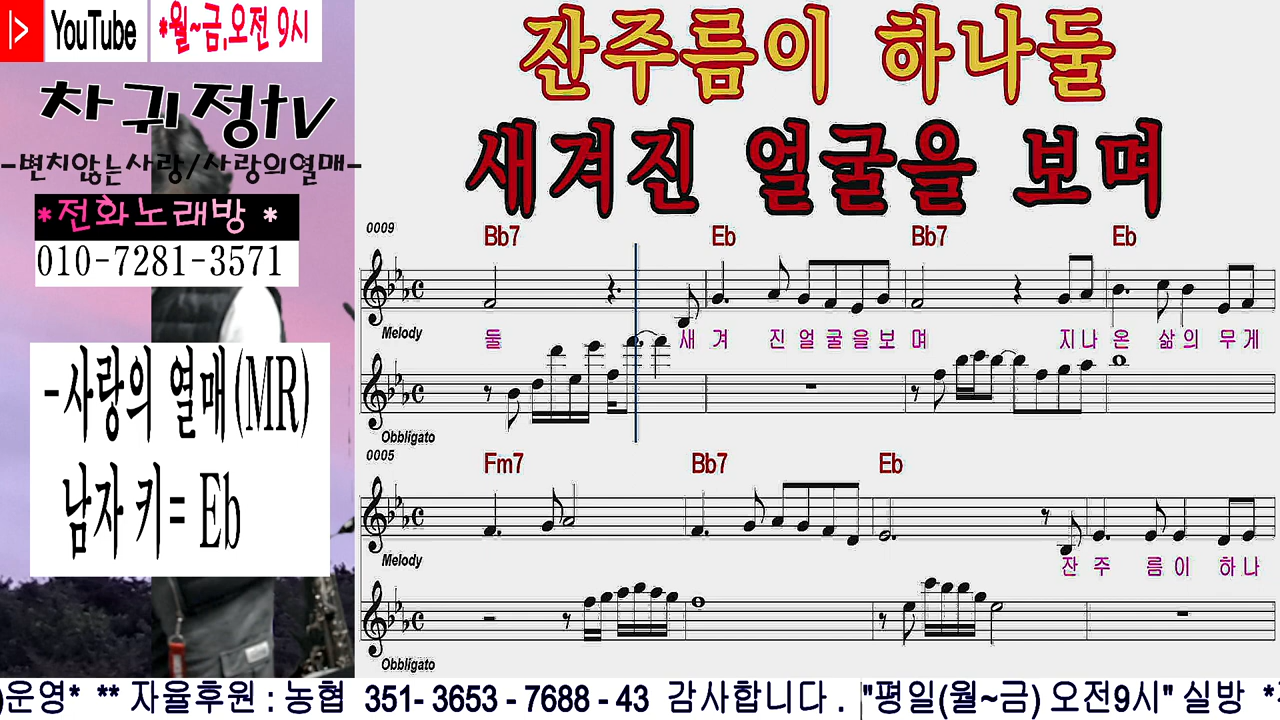 YouTube *월~금,오전 9시
차귀정tv
-변치않는사랑/사랑의열매-
*전화노래방 *
010-7281-3571
-사랑의 열매(MR)
남자 키= Eb
잔주름이 하나둘
새겨진 얼굴을 보며
0009
Bb7 Eb Bb7 Eb
Melody
둘 새 겨 진 얼 굴 을 보 며 지 나 온 삶 의 무 게
Obbligato
0005
Fm7 Bb7 Eb
Melody
잔 주 름 이 하 나
Obbligato
)운영* ** 자율후원 : 농협 351- 3653 - 7688 - 43 감사합니다 . "평일(월~금) 오전9시" 실방